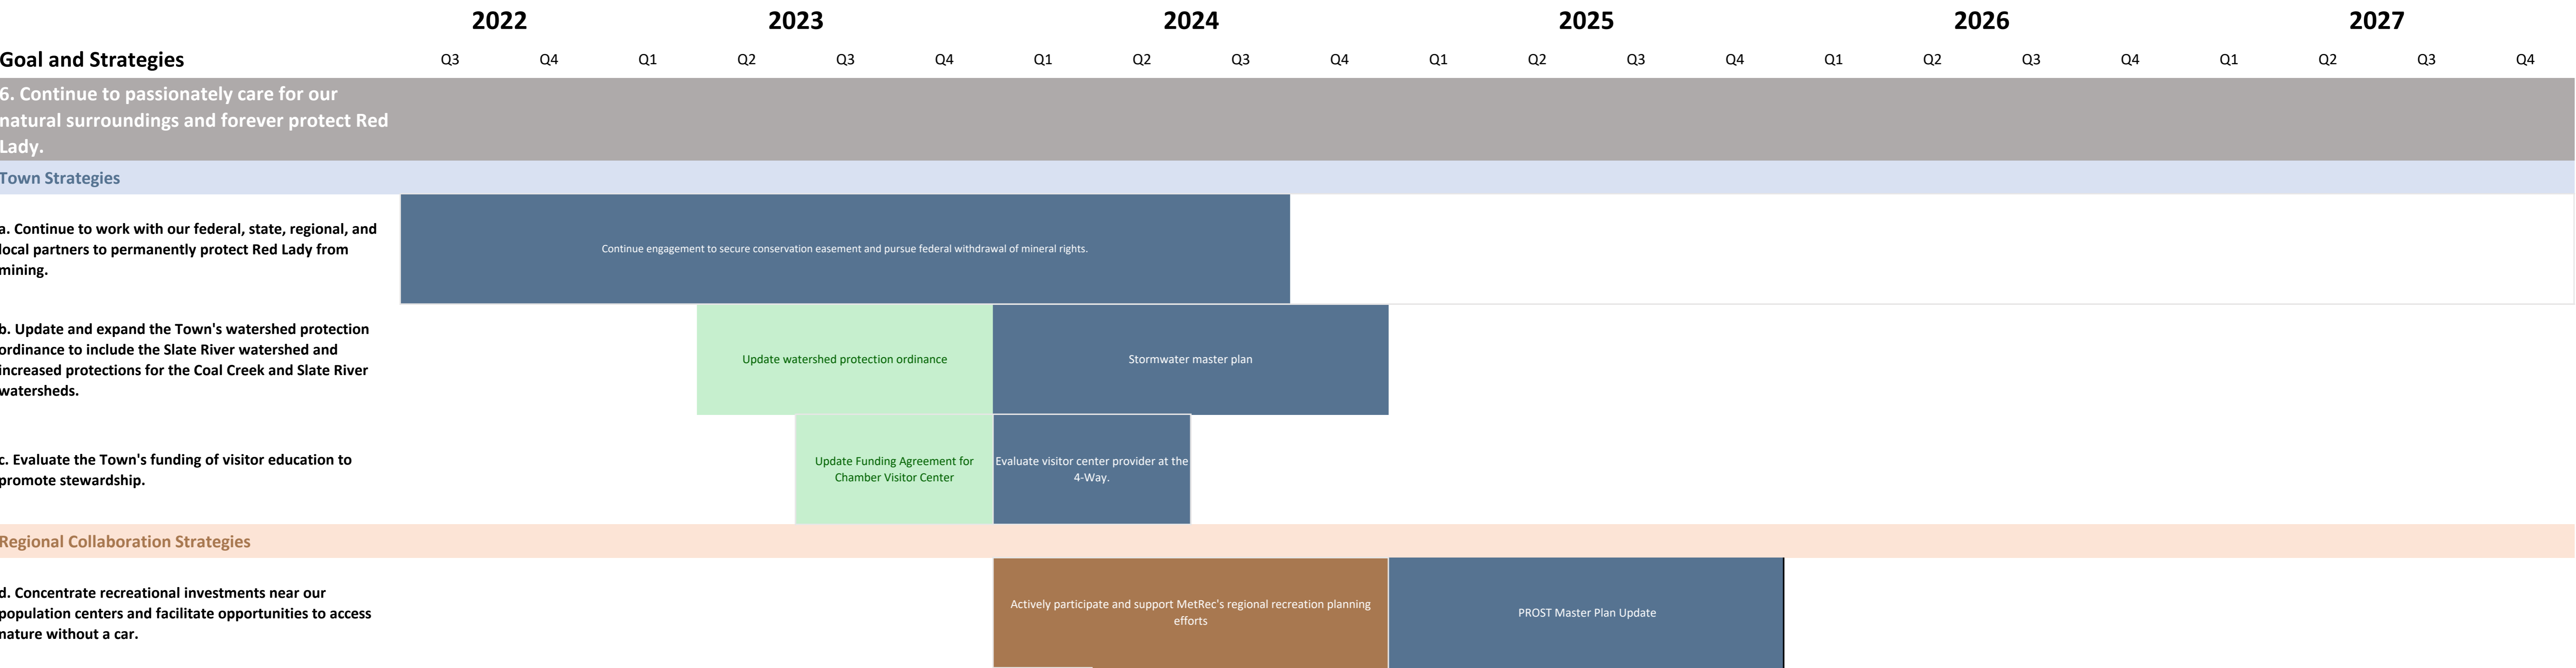 2022 2023 2024 2025 2026 2027
Goal and Strategies Q3 Q4 Q1 Q2 Q3 Q4 Q1 Q2 Q3 Q4 Q1 Q2 Q3 Q4 Q1 Q2 Q3 Q4 Q1 Q2 Q3 Q4
6. Continue to passionately care for our
natural surroundings and forever protect Red
Lady.
Town Strategies
a. Continue to work with our federal, state, regional, and
local partners to permanently protect Red Lady from
mining.
Continue engagement to secure conservation easement and pursue federal withdrawal of mineral rights.
b. Update and expand the Town's watershed protection
ordinance to include the Slate River watershed and
increased protections for the Coal Creek and Slate River
watersheds.
Update watershed protection ordinance
Stormwater master plan
c. Evaluate the Town's funding of visitor education to
promote stewardship.
Update Funding Agreement for
Chamber Visitor Center
Evaluate visitor center provider at the
4-Way.
Regional Collaboration Strategies
d. Concentrate recreational investments near our
population centers and facilitate opportunities to access
nature without a car.
Actively participate and support MetRec's regional recreation planning
efforts
PROST Master Plan Update